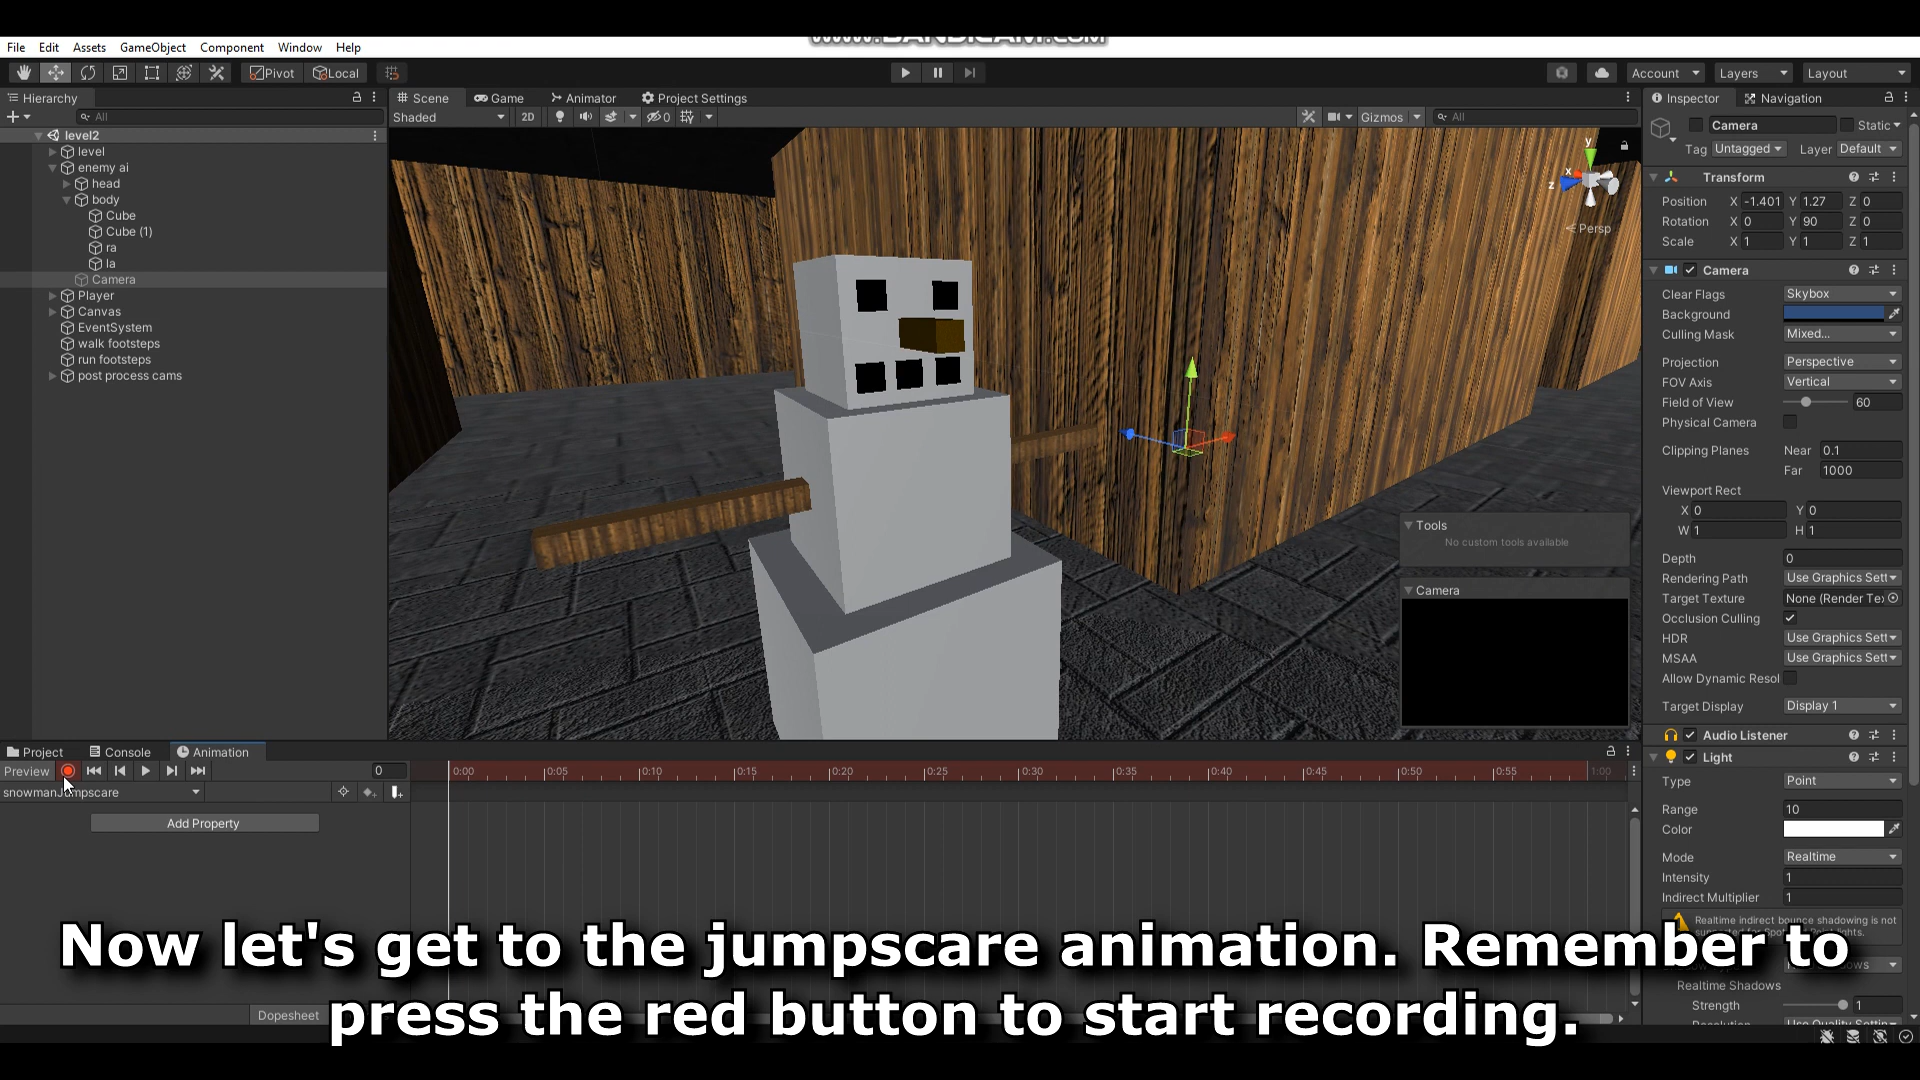 www.BANDICAM.com
File Edit Assets GameObject Component Window Help
Pivot Local
Account Layers Layout
Hierarchy
All
level2
level
enemy ai
head
body
Cube
Cube (1)
ra
la
Camera
Player
Canvas
EventSystem
walk footsteps
run footsteps
post process cams
Scene Game Animator Project Settings
Shaded 2D 0 Gizmos All
y
x
z
Persp
Tools
No custom tools available
Camera
Inspector Navigation
Camera Static
Tag Untagged Layer Default
Transform
Position X -1.401 Y 1.27 Z 0
Rotation X 0 Y 90 Z 0
Scale X 1 Y 1 Z 1
Camera
Clear Flags Skybox
Background
Culling Mask Mixed...
Projection Perspective
FOV Axis Vertical
Field of View 60
Physical Camera
Clipping Planes Near 0.1
Far 1000
Viewport Rect
X 0 Y 0
W 1 H 1
Depth 0
Rendering Path Use Graphics Sett
Target Texture None (Render Te
Occlusion Culling
HDR Use Graphics Sett
MSAA Use Graphics Sett
Allow Dynamic Resol
Target Display Display 1
Audio Listener
Light
Type Point
Range 10
Color
Mode Realtime
Intensity 1
Indirect Multiplier 1
Realtime indirect bounce shadowing is not
Realtime Shadows
Strength 1
Project Console Animation
Preview 0
0:00 0:05 0:10 0:15 0:20 0:25 0:30 0:35 0:40 0:45 0:50 0:55 1:00
snowmanJumpscare
Add Property
Dopesheet
Now let's get to the jumpscare animation. Remember to
press the red button to start recording.